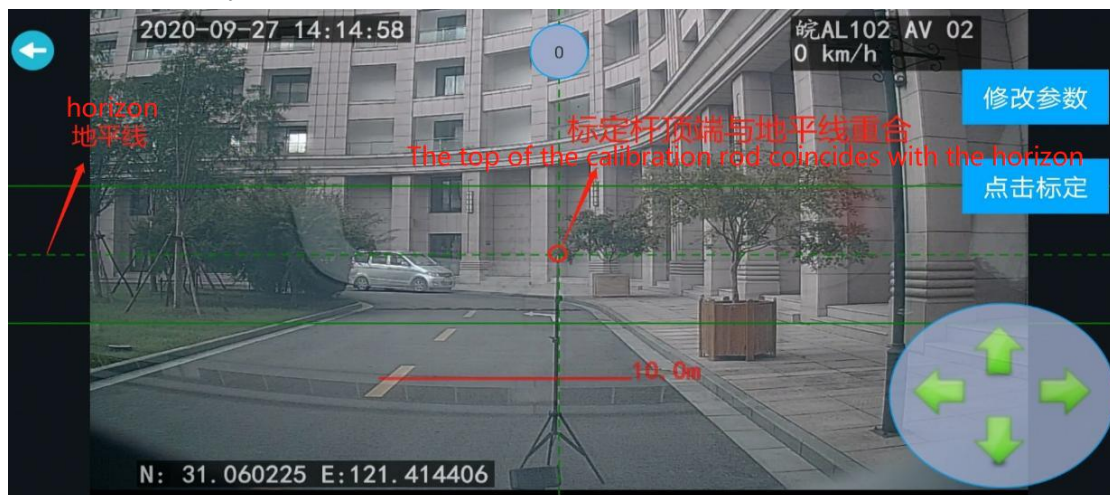 2020-09-27 14:14:58
0
皖AL102 AV 02
0 km/h
修改参数
horizon
地平线
标定杆顶端与地平线重合
The top of the calibration rod coincides with the horizon
点击标定
10.0m
N: 31.060225 E:121.414406